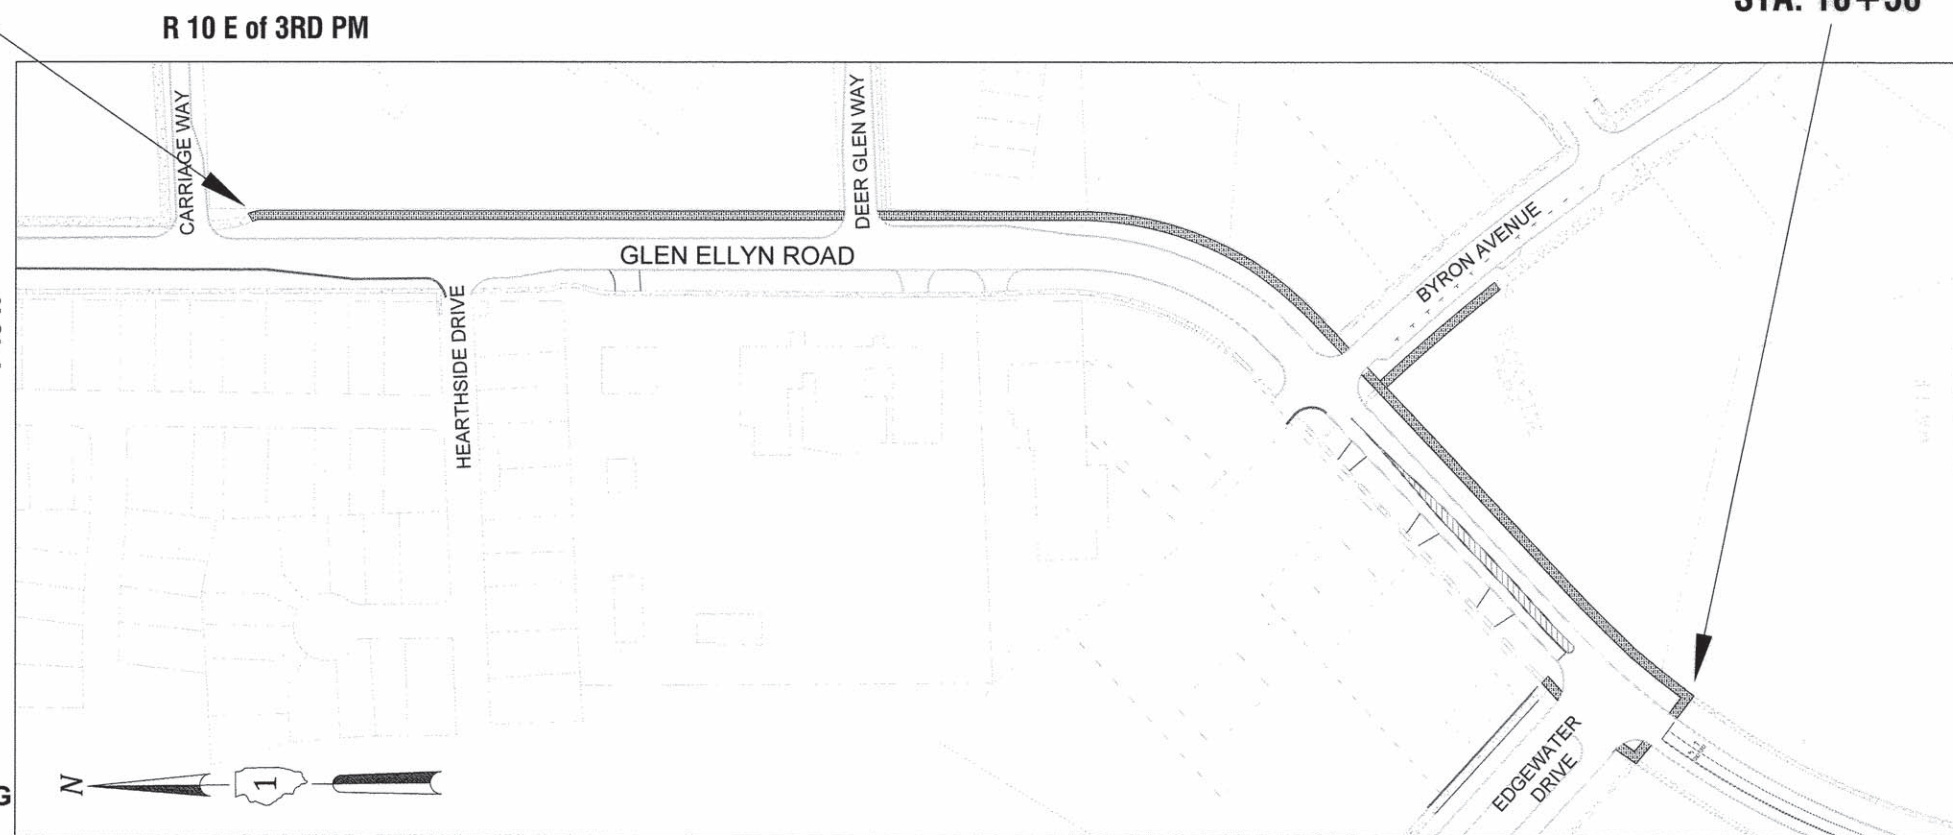 R 10 E of 3RD PM
CARRIAGE WAY
DEER GLEN WAY
GLEN ELLYN ROAD
BYRON AVENUE
HEARTHSIDE DRIVE
EDGEWATER
DRIVE
N
1
G